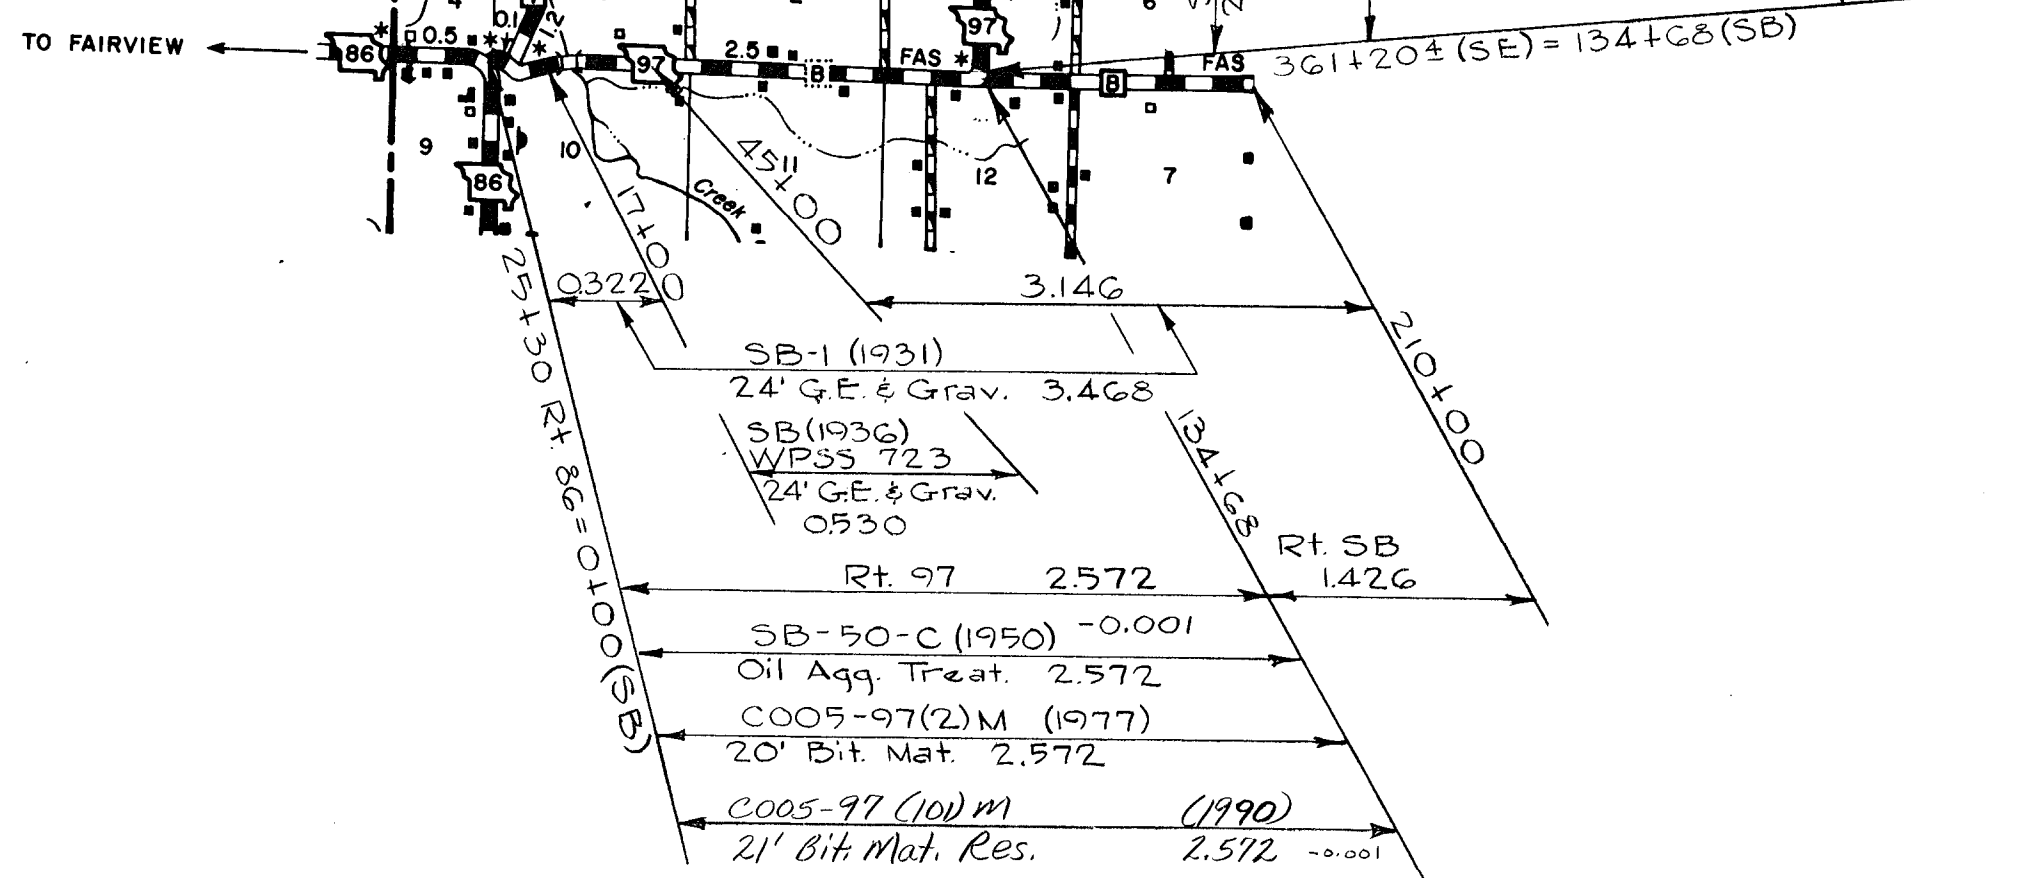 6
TO FAIRVIEW
86
0.5
0.1
1.2
97
2.5
B
FAS
97
B
FAS
361+20± (SE) = 134+68 (SB)
9
10
12
7
86
Creek
17+00
45+00
0.322
3.146
25+30 Rt. 86 = 0+00 (SB)
210+00
SB-1 (1931)
24' G.E. & Grav. 3.468
SB (1936)
WPSS 723
24' G.E. & Grav.
0.530
134+68
Rt. SB
1.426
Rt. 97 2.572
SB-50-C (1950) -0.001
Oil Agg. Treat. 2.572
C005-97(2)M (1977)
20' Bit. Mat. 2.572
C005-97 (101) M (1990)
21' Bit. Mat. Res. 2.572 -0.001